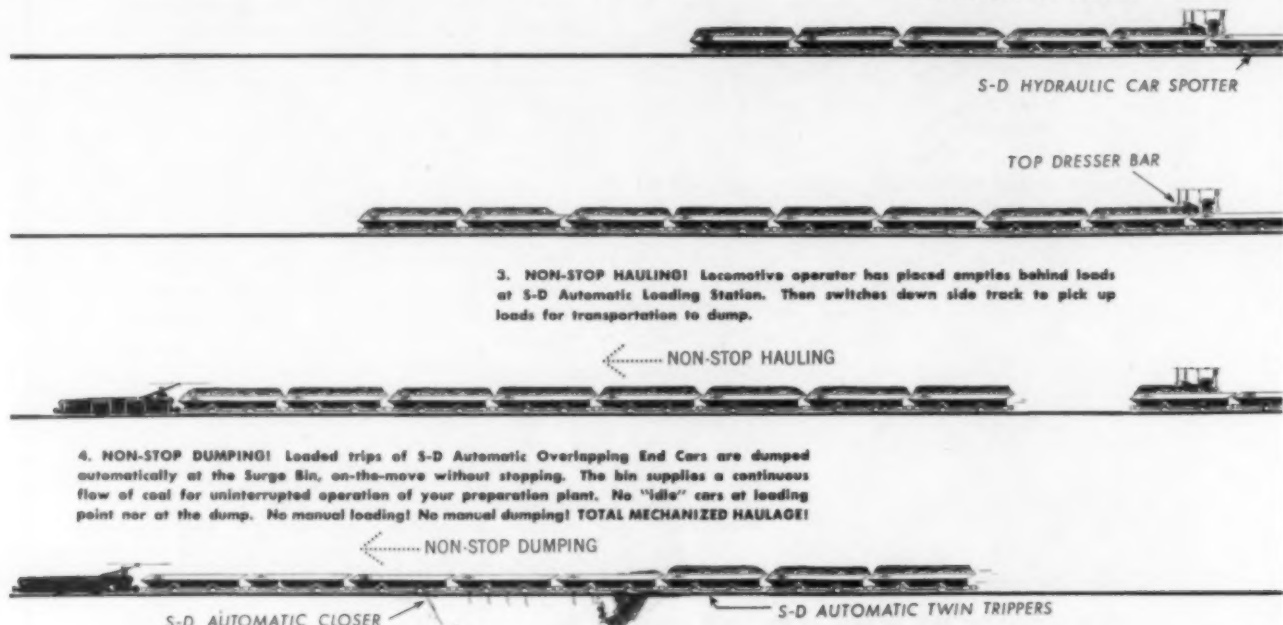 S-D HYDRAULIC CAR SPOTTER
TOP DRESSER BAR
3. NON-STOP HAULING! Locomotive operator has placed empties behind loads
at S-D Automatic Loading Station. Then switches down side track to pick up
loads for transportation to dump.
NON-STOP HAULING
4. NON-STOP DUMPING! Loaded trips of S-D Automatic Overlapping End Cars are dumped
automatically at the Surge Bin, on-the-move without stopping. The bin supplies a continuous
flow of coal for uninterrupted operation of your preparation plant. No "idle" cars at loading
point nor at the dump. No manual loading! No manual dumping! TOTAL MECHANIZED HAULAGE!
NON-STOP DUMPING
S-D AUTOMATIC CLOSER
S-D AUTOMATIC TWIN TRIPPERS